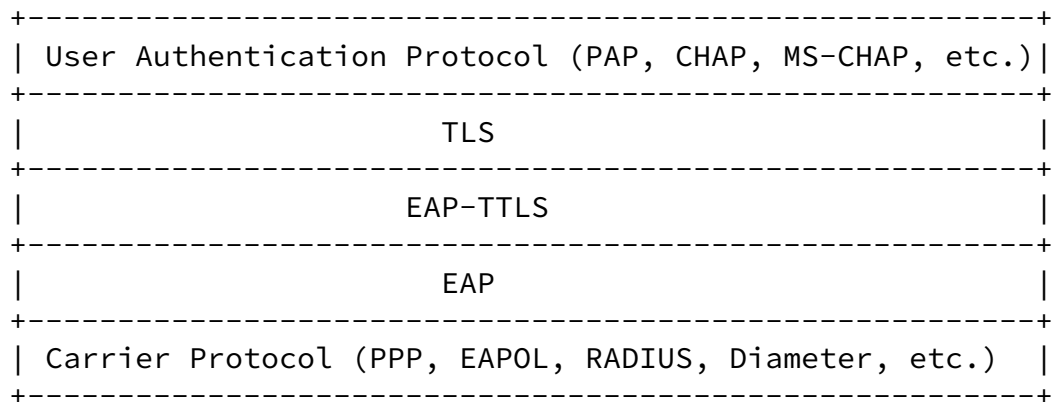 User Authentication Protocol (PAP, CHAP, MS-CHAP, etc.)
TLS
EAP-TTLS
EAP
Carrier Protocol (PPP, EAPOL, RADIUS, Diameter, etc.)